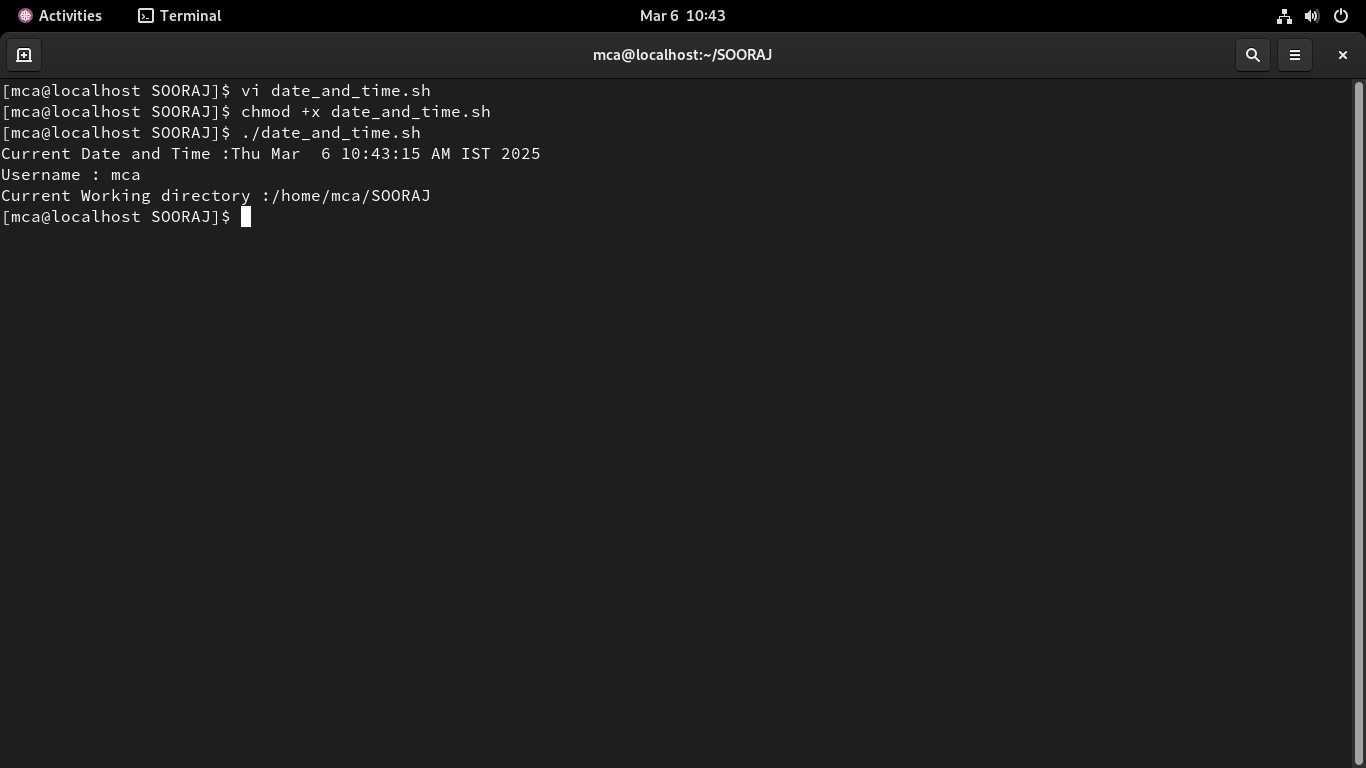 Activities Terminal Mar 6 10:43
mca@localhost:~/SOORAJ
[mca@localhost SOORAJ]$ vi date_and_time.sh
[mca@localhost SOORAJ]$ chmod +x date_and_time.sh
[mca@localhost SOORAJ]$ ./date_and_time.sh
Current Date and Time :Thu Mar  6 10:43:15 AM IST 2025
Username : mca
Current Working directory :/home/mca/SOORAJ
[mca@localhost SOORAJ]$